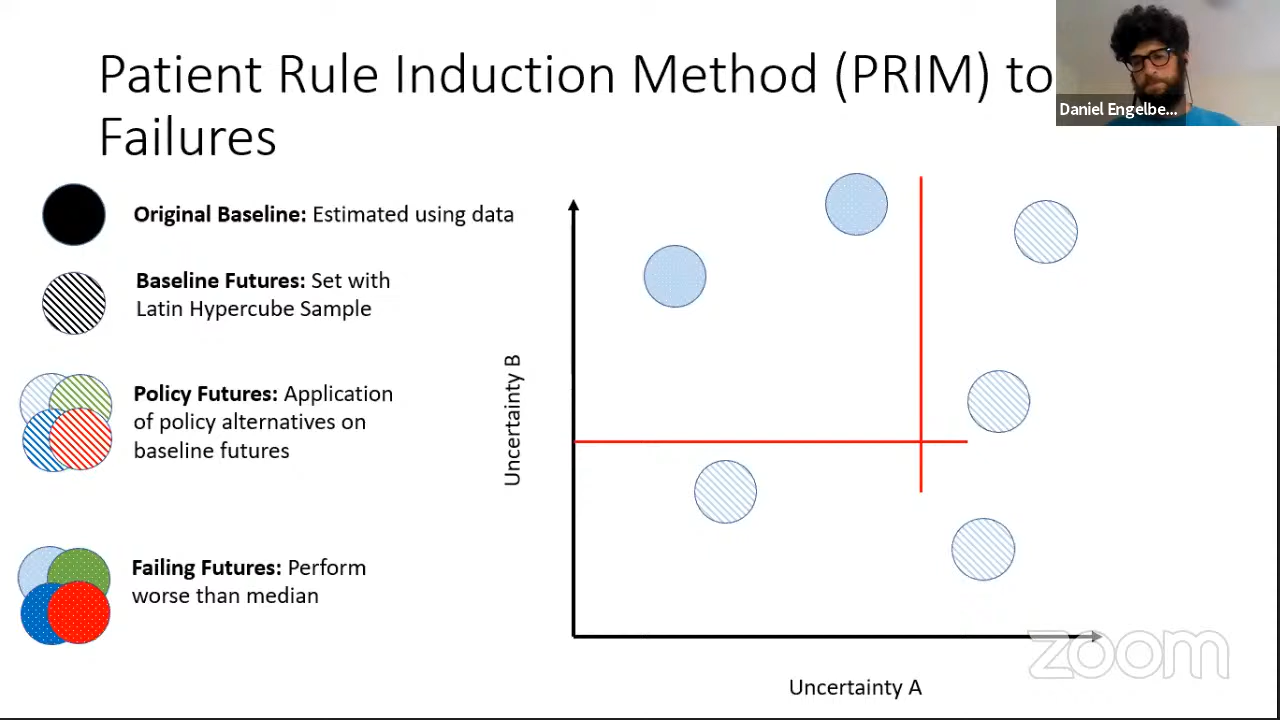 Patient Rule Induction Method (PRIM) to
Failures
Daniel Engelbe...
Original Baseline: Estimated using data
Baseline Futures: Set with
Latin Hypercube Sample
Policy Futures: Application
of policy alternatives on
baseline futures
Failing Futures: Perform
worse than median
Uncertainty B
Uncertainty A
zoom